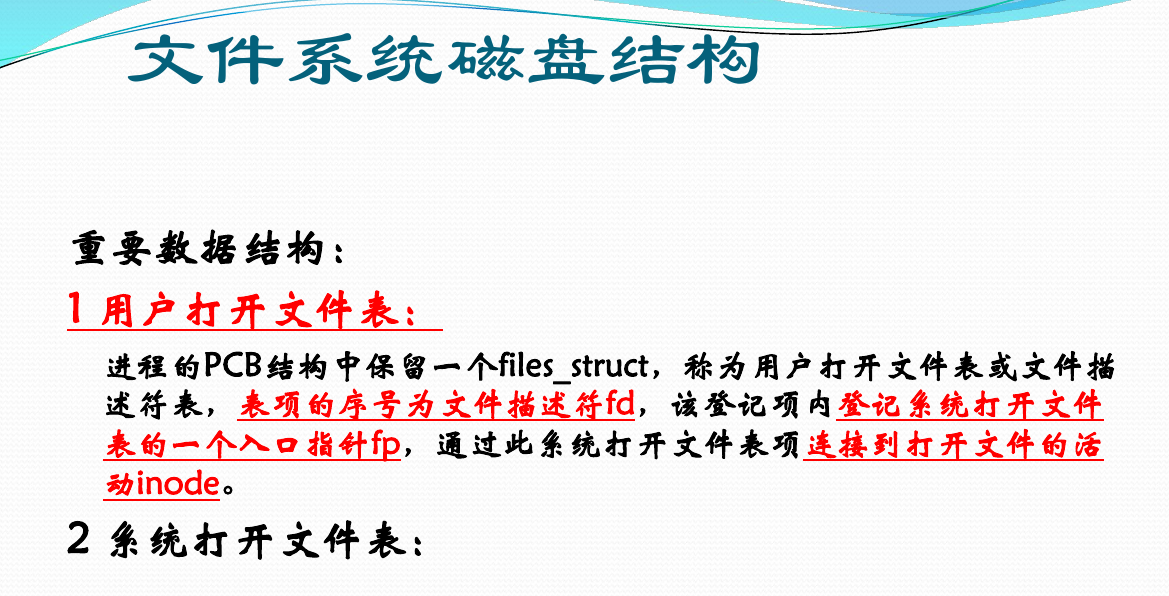 文件系统磁盘结构
重要数据结构：
1 用户打开文件表：
进程的PCB结构中保留一个files_struct，称为用户打开文件表或文件描
述符表，表项的序号为文件描述符fd，该登记项内登记系统打开文件
表的一个入口指针fp，通过此系统打开文件表项连接到打开文件的活
动inode。
2 系统打开文件表：